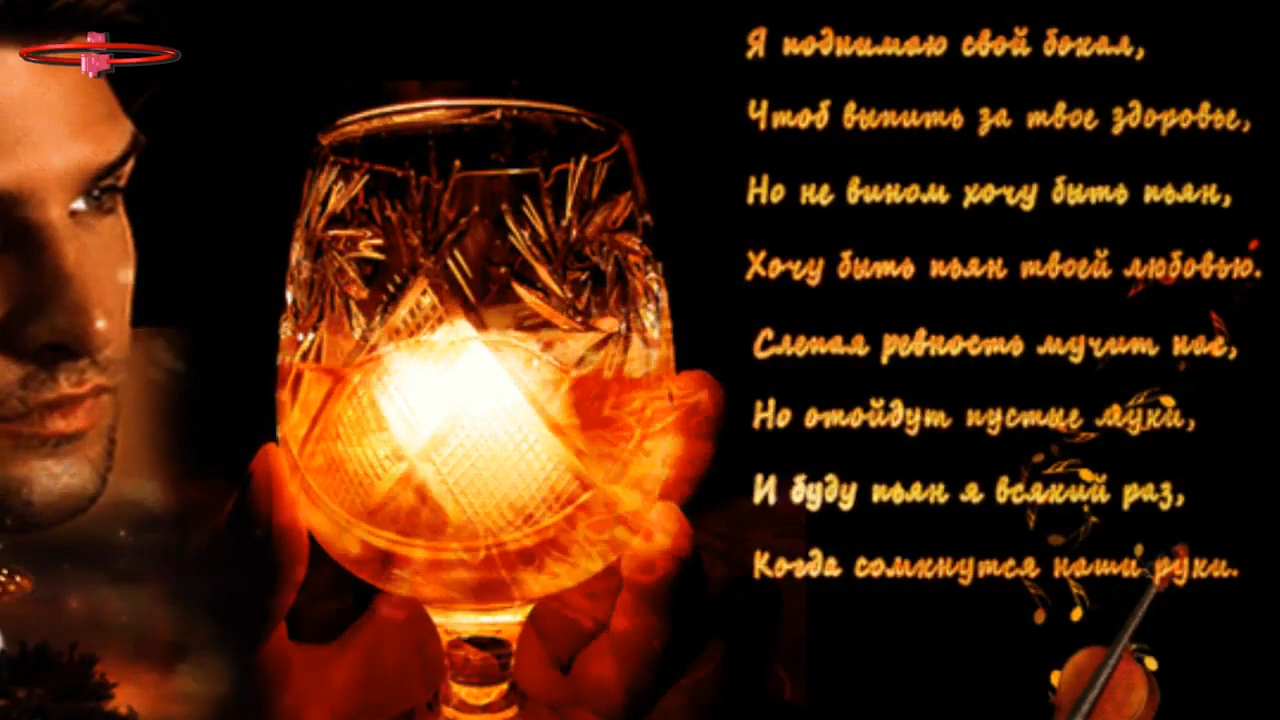 Я поднимаю свой бокал,
Чтоб выпить за твое здоровье,
Но не вином хочу быть пьян,
Хочу быть пьян твоей любовью.
Слепая ревность мучит нас,
Но отойдут пустые муки,
И буду пьян я всякий раз,
Когда сомкнутся наши руки.